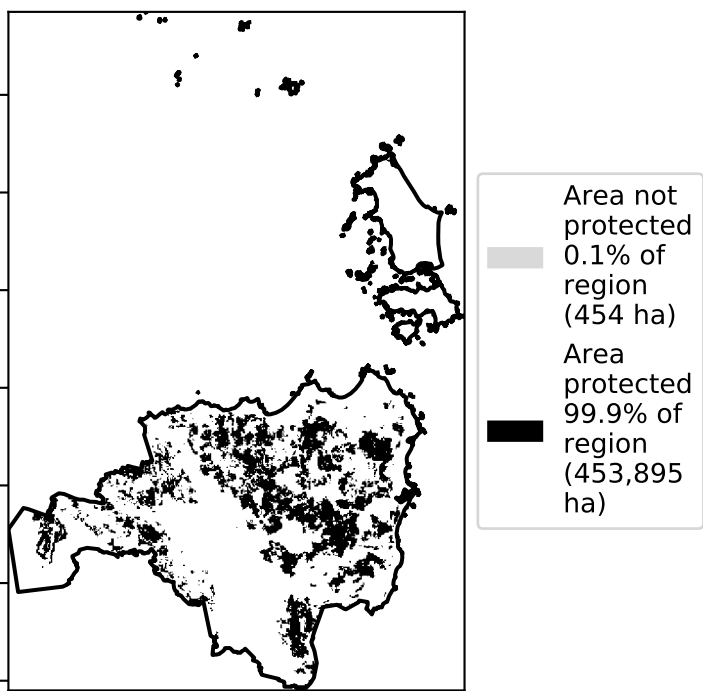 Area not
protected
0.1% of
region
(454 ha)
Area
protected
99.9% of
region
(453,895
ha)